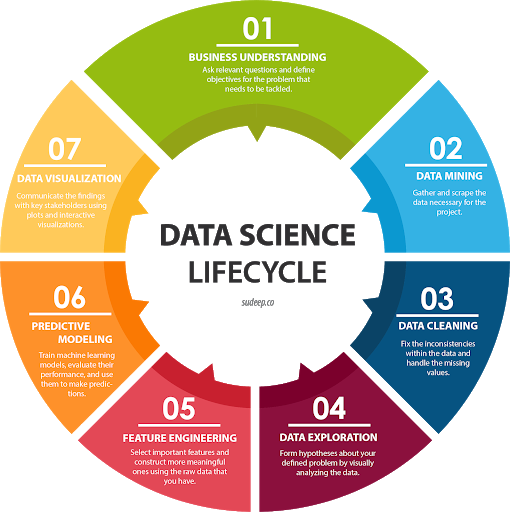 01
BUSINESS UNDERSTANDING
Ask relevant questions and define
objectives for the problem that
needs to be tackled.
02
DATA MINING
Gather and scrape the
data necessary for the
project.
03
DATA CLEANING
Fix the inconsistencies
within the data and
handle the missing
values.
04
DATA EXPLORATION
Form hypotheses about your
defined problem by visually
analyzing the data.
05
FEATURE ENGINEERING
Select important features and
construct more meaningful
ones using the raw data that
you have.
06
PREDICTIVE
MODELING
Train machine learning
models, evaluate their
performance, and use
them to make predic-
tions.
07
DATA VISUALIZATION
Communicate the findings
with key stakeholders using
plots and interactive
visualizations.
DATA SCIENCE
LIFECYCLE
sudeep.co